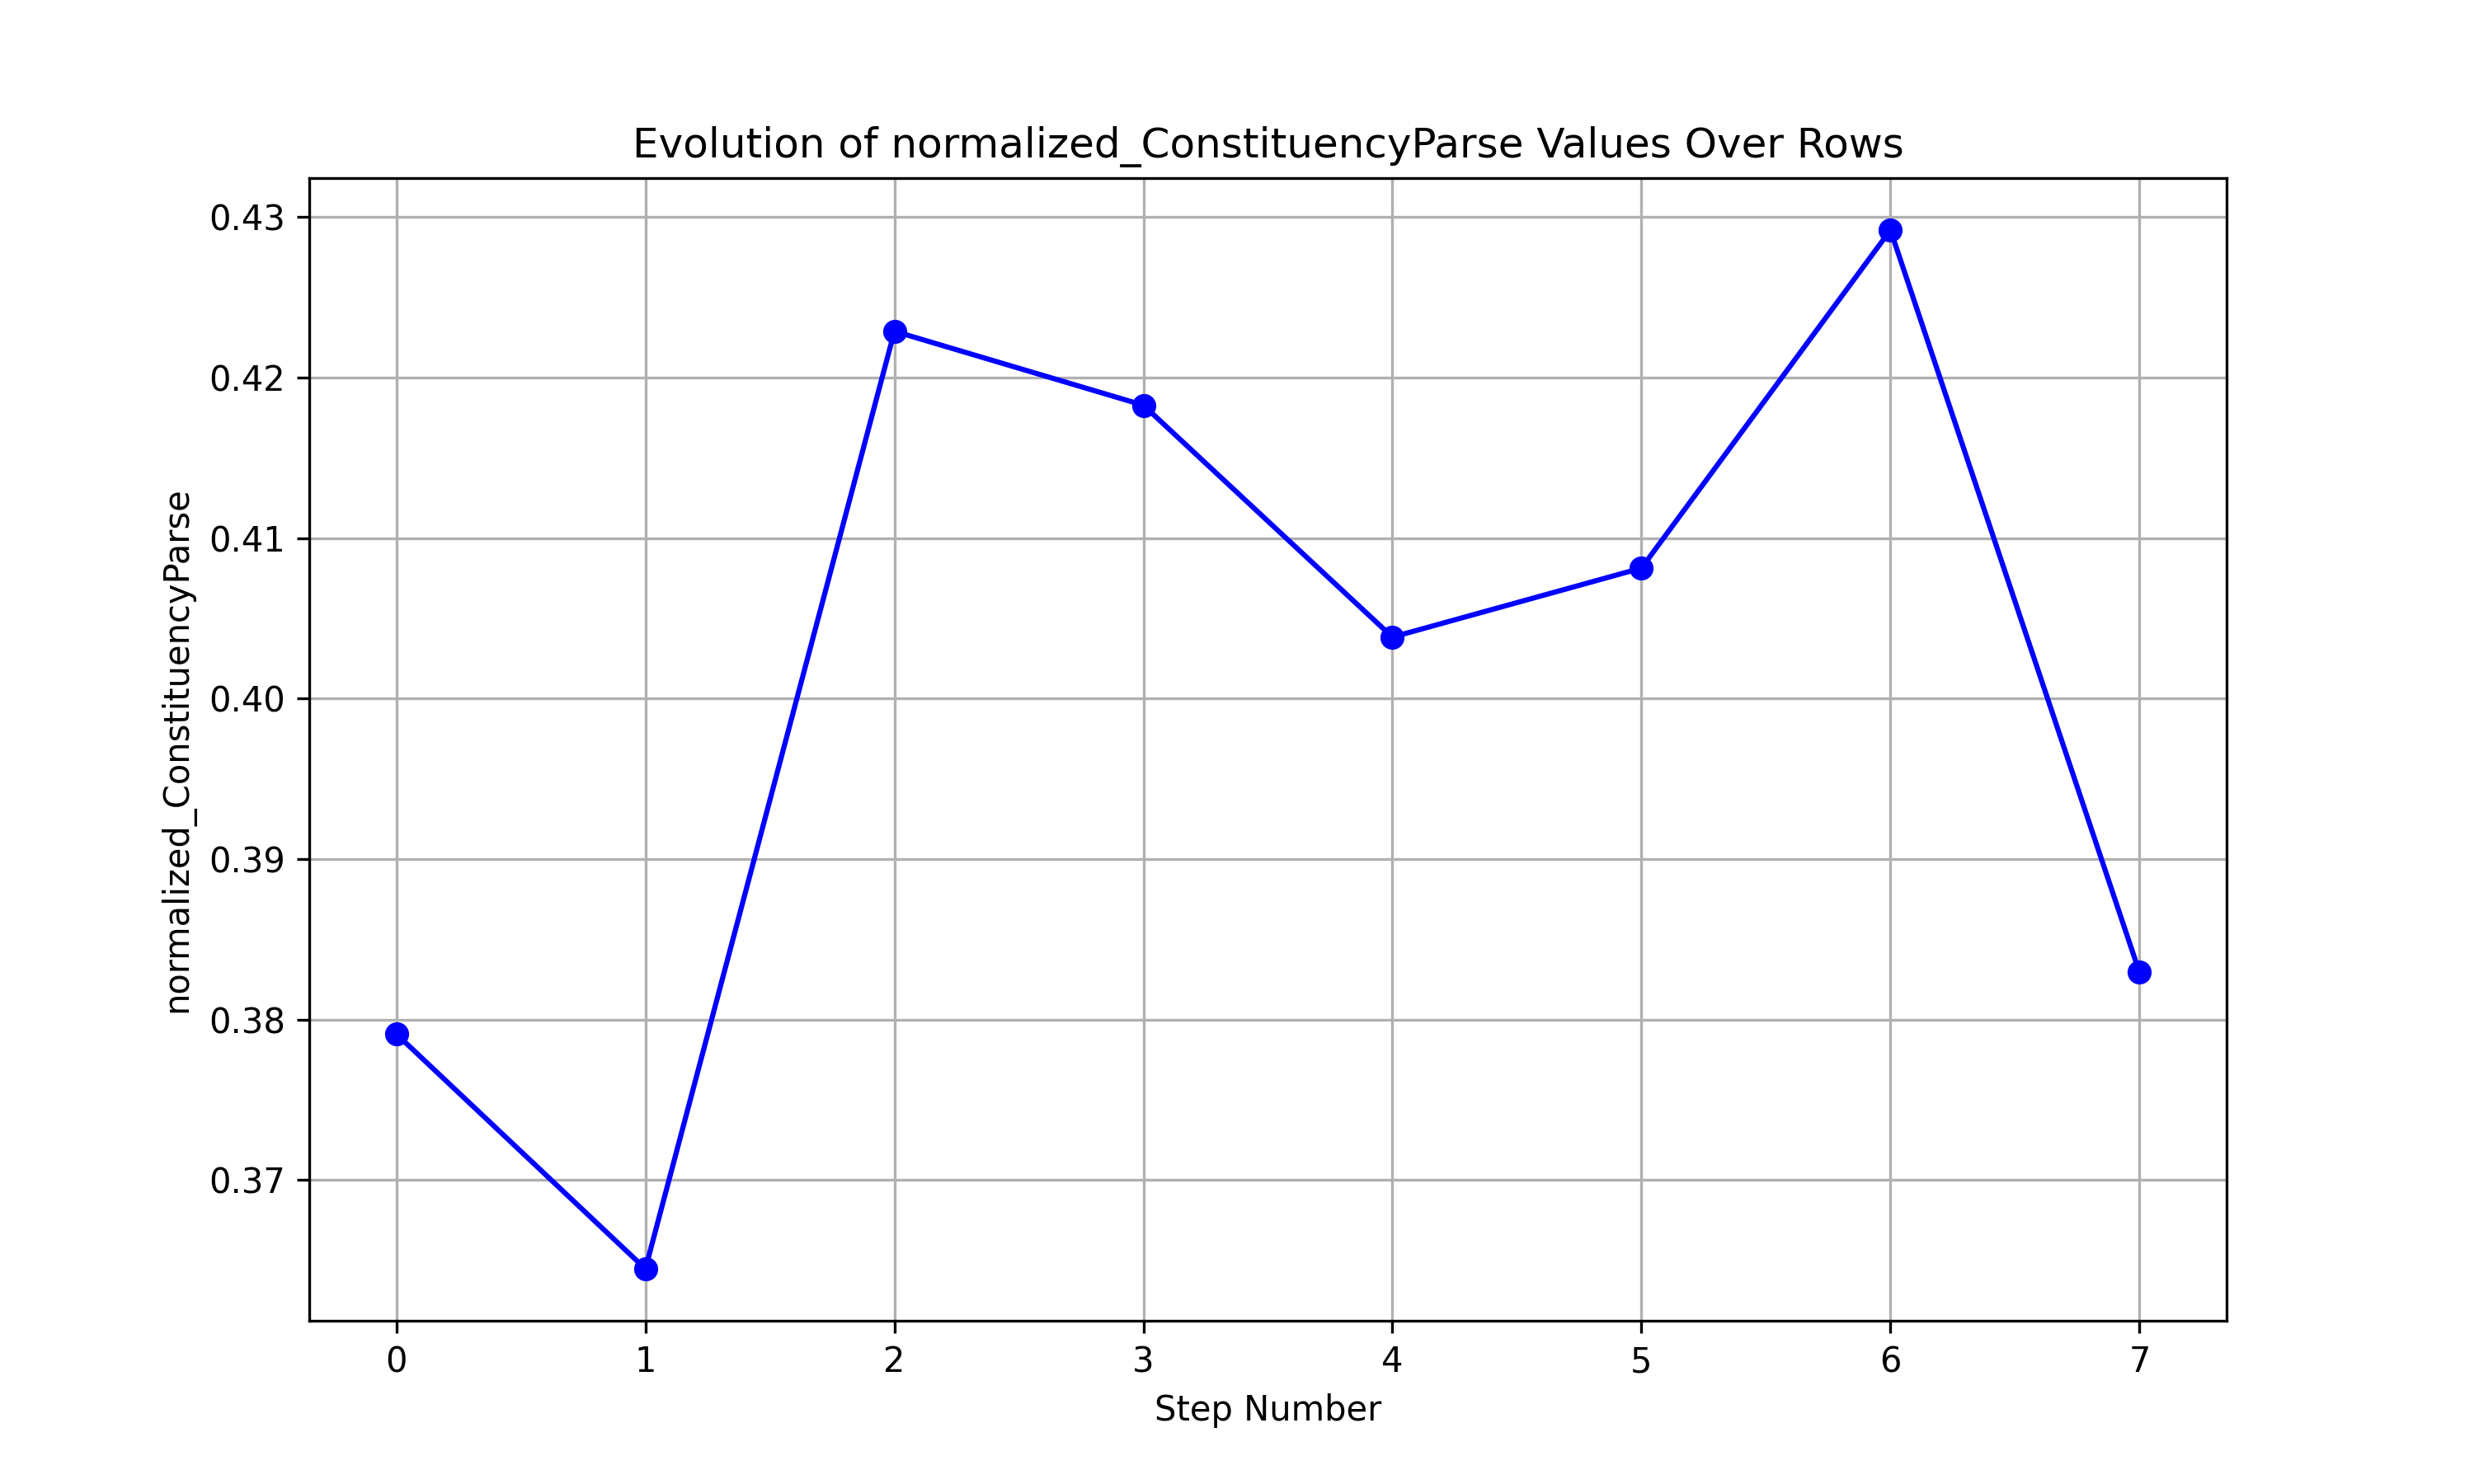 Evolution of normalized_ConstituencyParse Values Over Rows
normalized_ConstituencyParse
0.43
0.42
0.41
0.40
0.39
0.38
0.37
0 1 2 3 4 5 6 7
Step Number